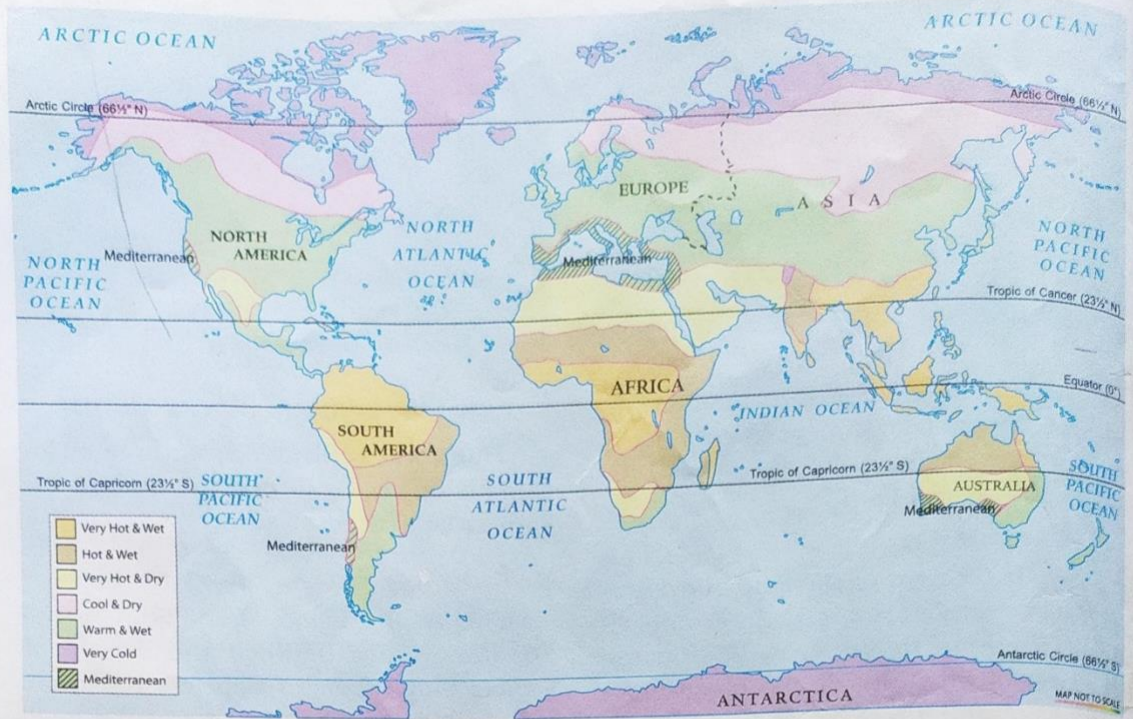 ARCTIC OCEAN
ARCTIC OCEAN
Arctic Circle (66½° N)
Arctic Circle (66½° N)
EUROPE
ASIA
NORTH
AMERICA
Mediterranean
NORTH
PACIFIC
OCEAN
NORTH
ATLANTIC
OCEAN
Mediterranean
NORTH
PACIFIC
OCEAN
Tropic of Cancer (23½° N)
AFRICA
Equator (0°)
INDIAN OCEAN
SOUTH
AMERICA
Tropic of Capricorn (23½° S)
SOUTH
PACIFIC
OCEAN
SOUTH
ATLANTIC
OCEAN
Tropic of Capricorn (23½° S)
AUSTRALIA
Mediterranean
SOUTH
PACIFIC
OCEAN
Mediterranean
Very Hot & Wet
Hot & Wet
Very Hot & Dry
Cool & Dry
Warm & Wet
Very Cold
Mediterranean
Antarctic Circle (66½° S)
ANTARCTICA
MAP NOT TO SCALE